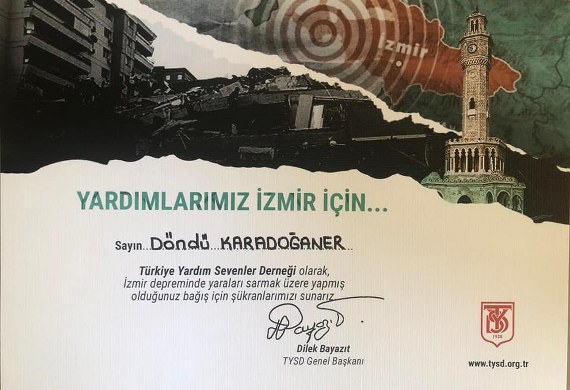 İzmir
YARDIMLARIMIZ İZMİR İÇİN...
Sayın...Döndü KARADOĞANER...
Türkiye Yardım Sevenler Derneği olarak,
İzmir depreminde yaraları sarmak üzere yapmış
olduğunuz bağış için şükranlarımızı sunarız.
Dilek Bayazıt
TYSD Genel Başkanı
1928
www.tysd.org.tr